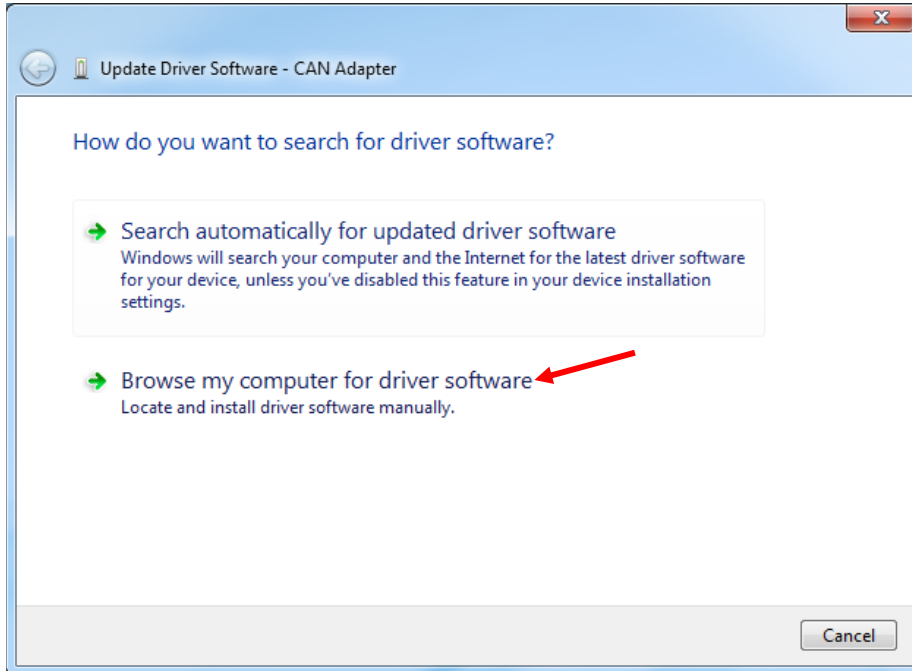 Update Driver Software - CAN Adapter
How do you want to search for driver software?
Search automatically for updated driver software
Windows will search your computer and the Internet for the latest driver software
for your device, unless you've disabled this feature in your device installation
settings.
Browse my computer for driver software
Locate and install driver software manually.
Cancel